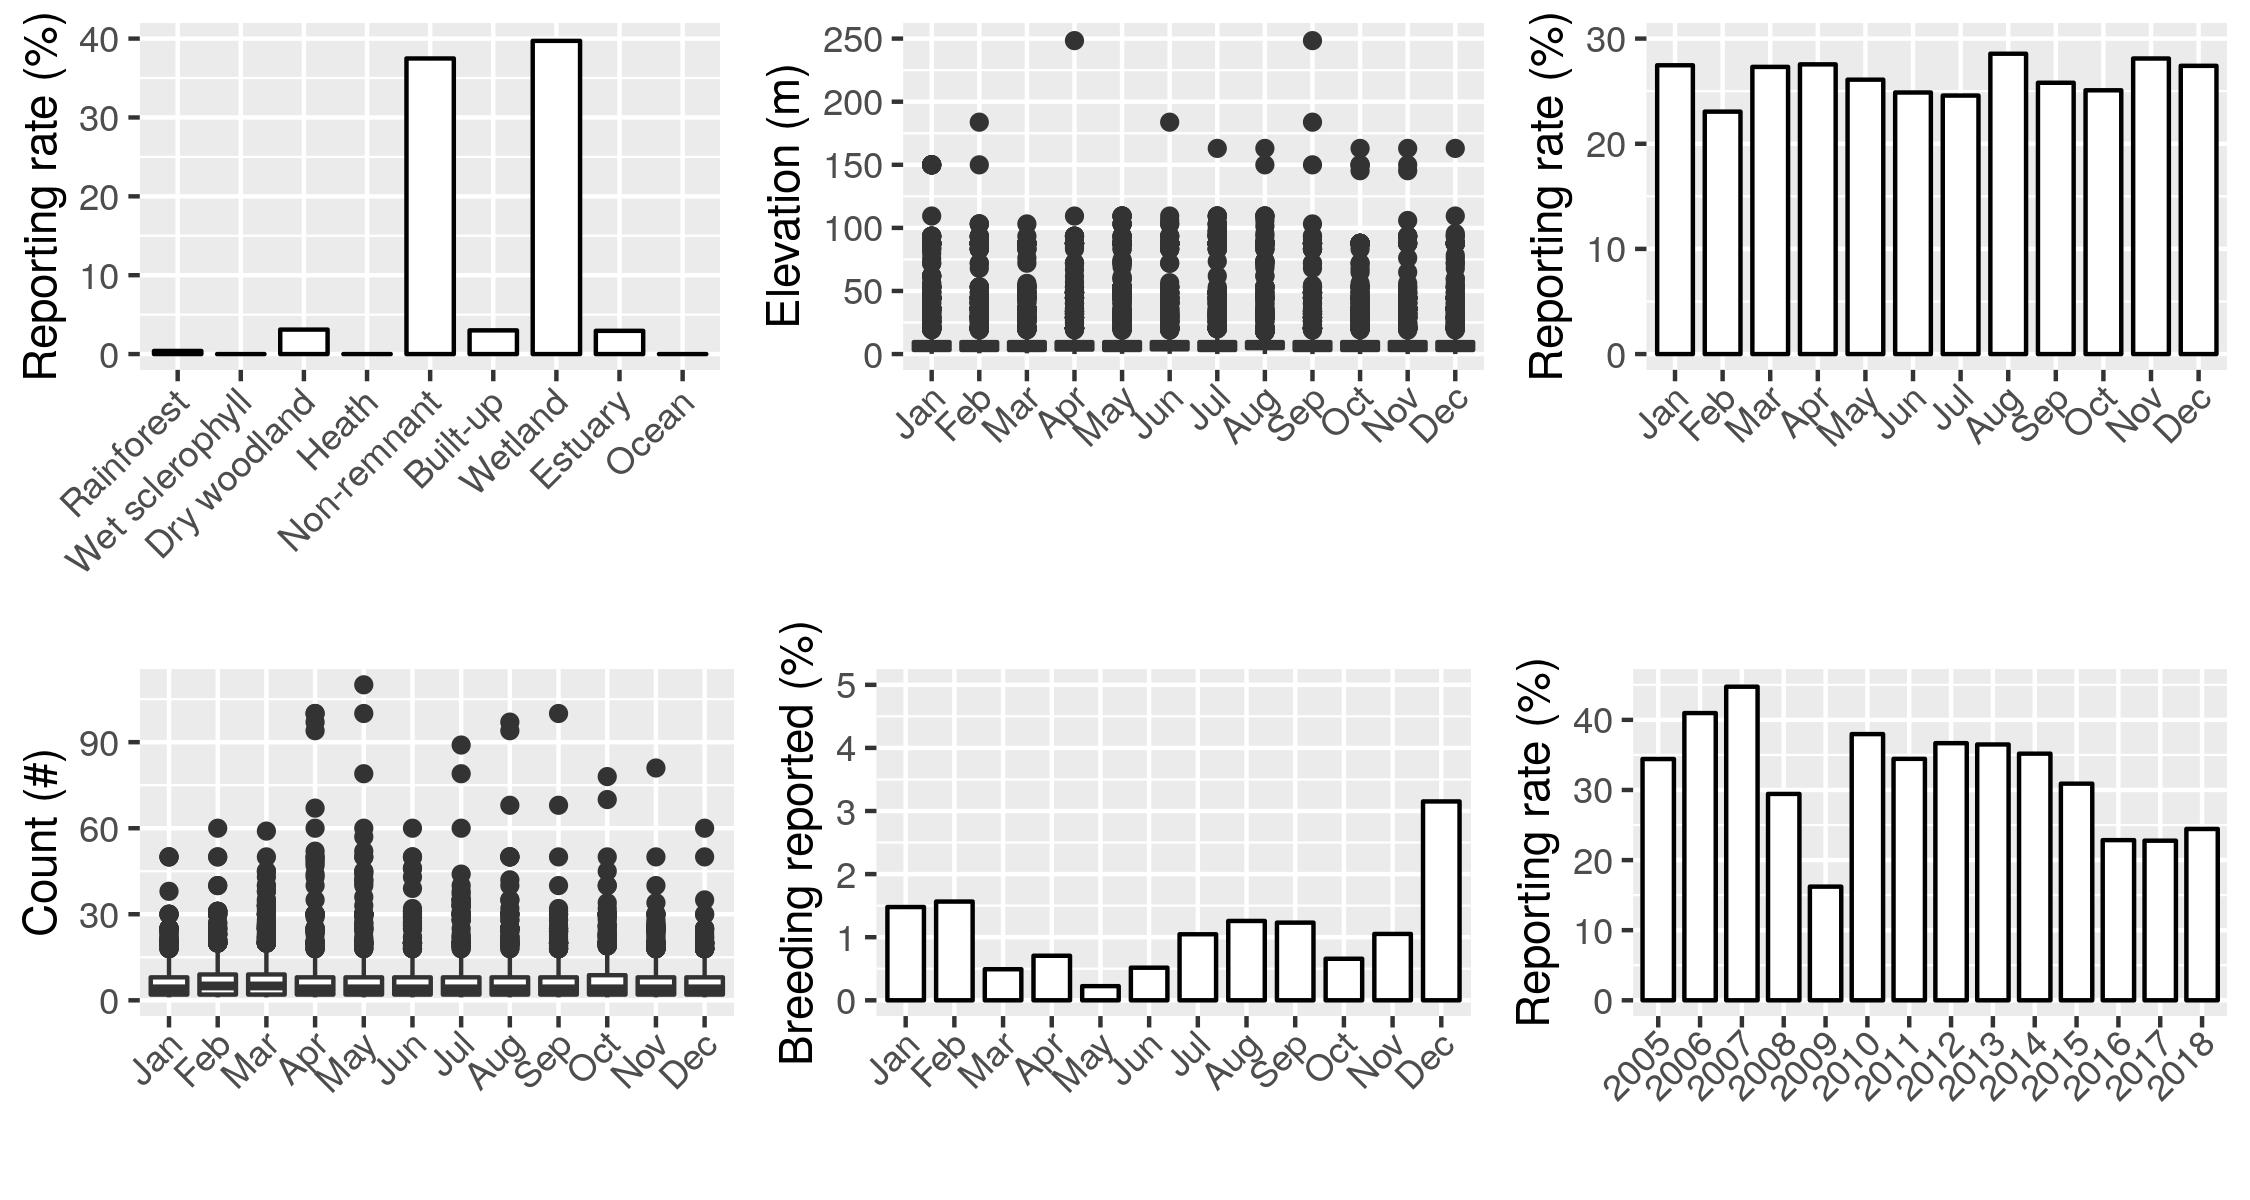 Reporting rate (%)
40
30
20
10
0
Rainforest
Wet sclerophyll
Dry woodland
Heath
Non-remnant
Built-up
Wetland
Estuary
Ocean
Elevation (m)
250
200
150
100
50
0
Jan
Feb
Mar
Apr
May
Jun
Jul
Aug
Sep
Oct
Nov
Dec
Reporting rate (%)
30
20
10
0
Jan
Feb
Mar
Apr
May
Jun
Jul
Aug
Sep
Oct
Nov
Dec
Count (#)
90
60
30
0
Jan
Feb
Mar
Apr
May
Jun
Jul
Aug
Sep
Oct
Nov
Dec
Breeding reported (%)
5
4
3
2
1
0
Jan
Feb
Mar
Apr
May
Jun
Jul
Aug
Sep
Oct
Nov
Dec
Reporting rate (%)
40
30
20
10
0
2005
2006
2007
2008
2009
2010
2011
2012
2013
2014
2015
2016
2017
2018